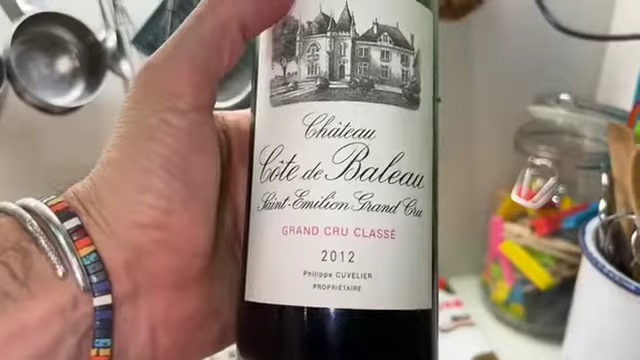 Château
Côte de Baleau
Saint-Emilion Grand Cru
GRAND CRU CLASSÉ
2012
Philippe CUVELIER
PROPRIÉTAIRE